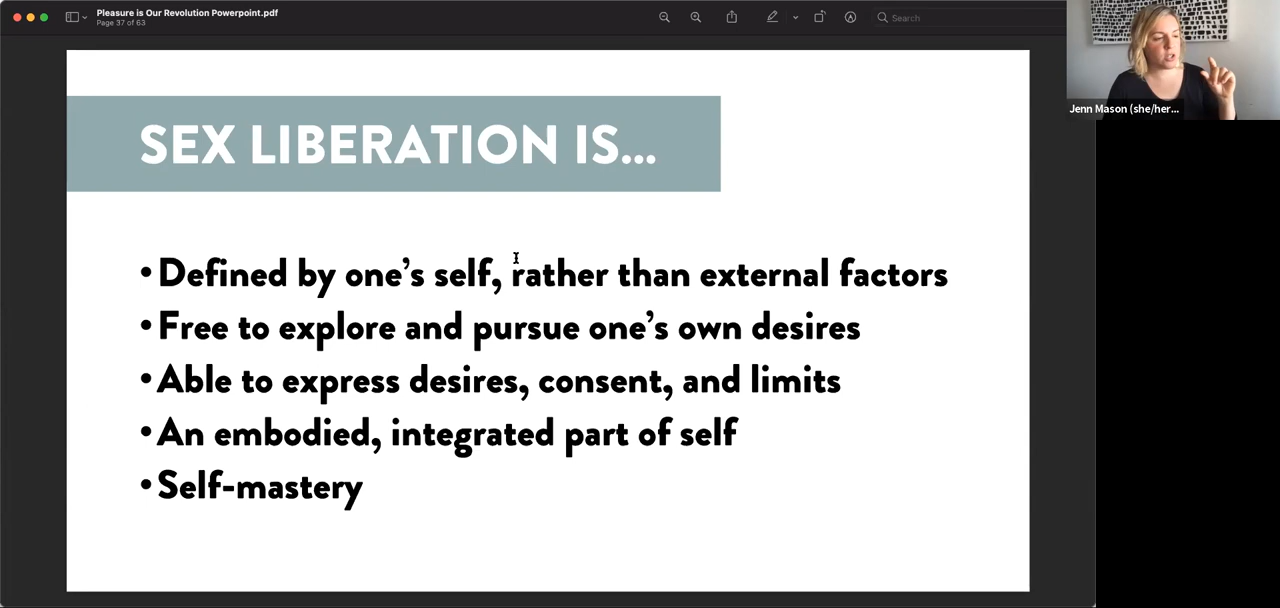 Pleasure is Our Revolution Powerpoint.pdf
Page 37 of 63
Search
Jenn Mason (she/her...
SEX LIBERATION IS...
• Defined by one's self, rather than external factors
• Free to explore and pursue one's own desires
• Able to express desires, consent, and limits
• An embodied, integrated part of self
• Self-mastery